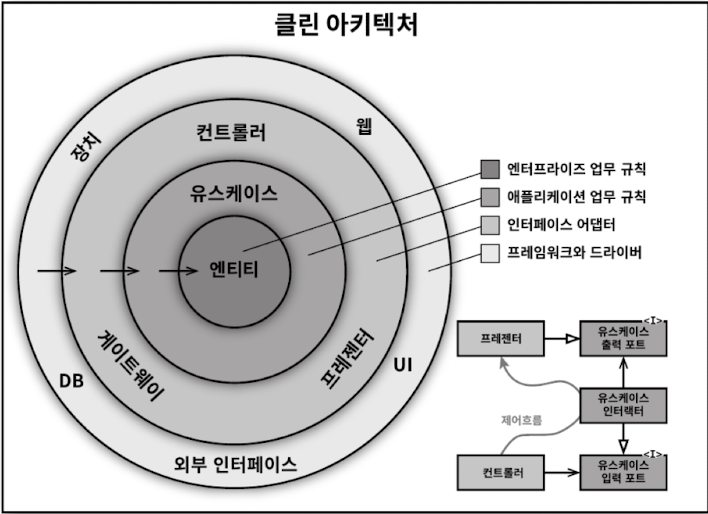 클린 아키텍처
장치
컨트롤러
웹
유스케이스
엔티티
게이트웨이
프레젠터
DB
UI
외부 인터페이스
엔터프라이즈 업무 규칙
애플리케이션 업무 규칙
인터페이스 어댑터
프레임워크와 드라이버
프레젠터
<I>
유스케이스
출력 포트
유스케이스
인터랙터
제어흐름
컨트롤러
<I>
유스케이스
입력 포트